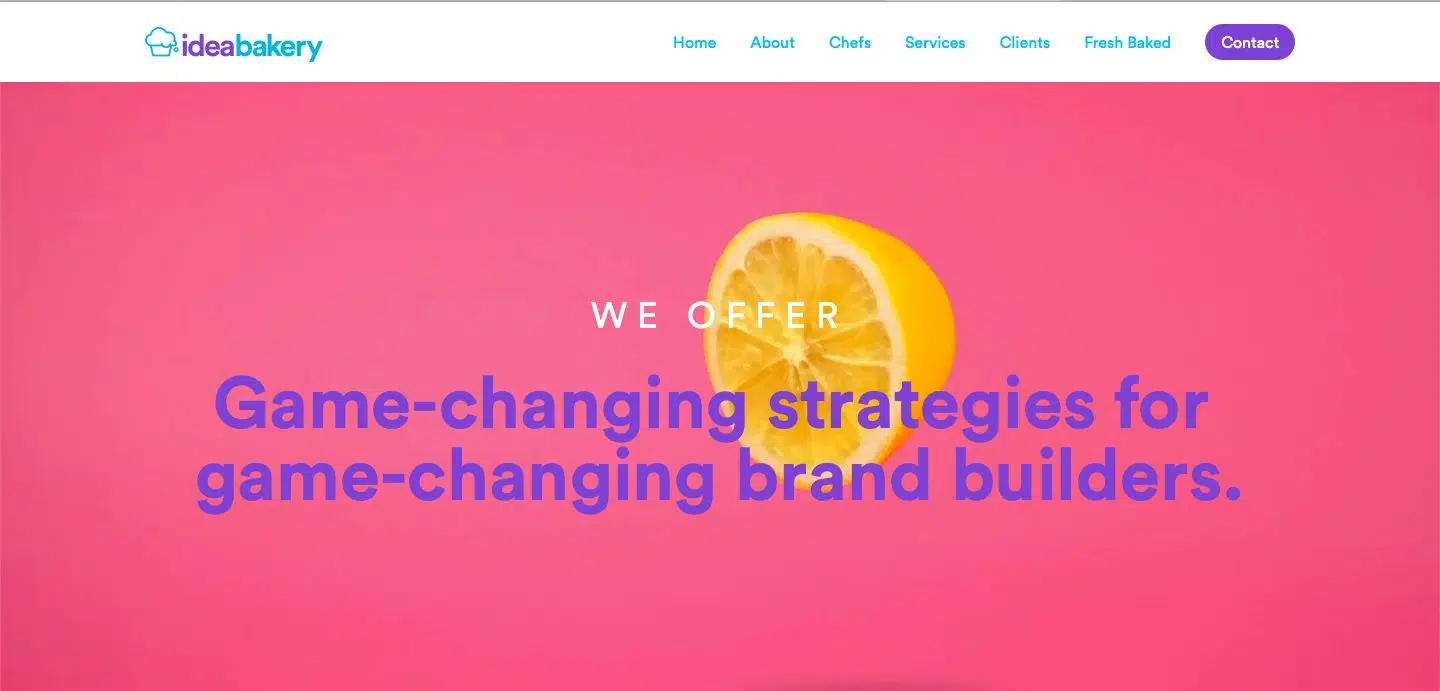 ideabakery
Home About Chefs Services Clients Fresh Baked Contact
WE OFFER
Game-changing strategies for
game-changing brand builders.